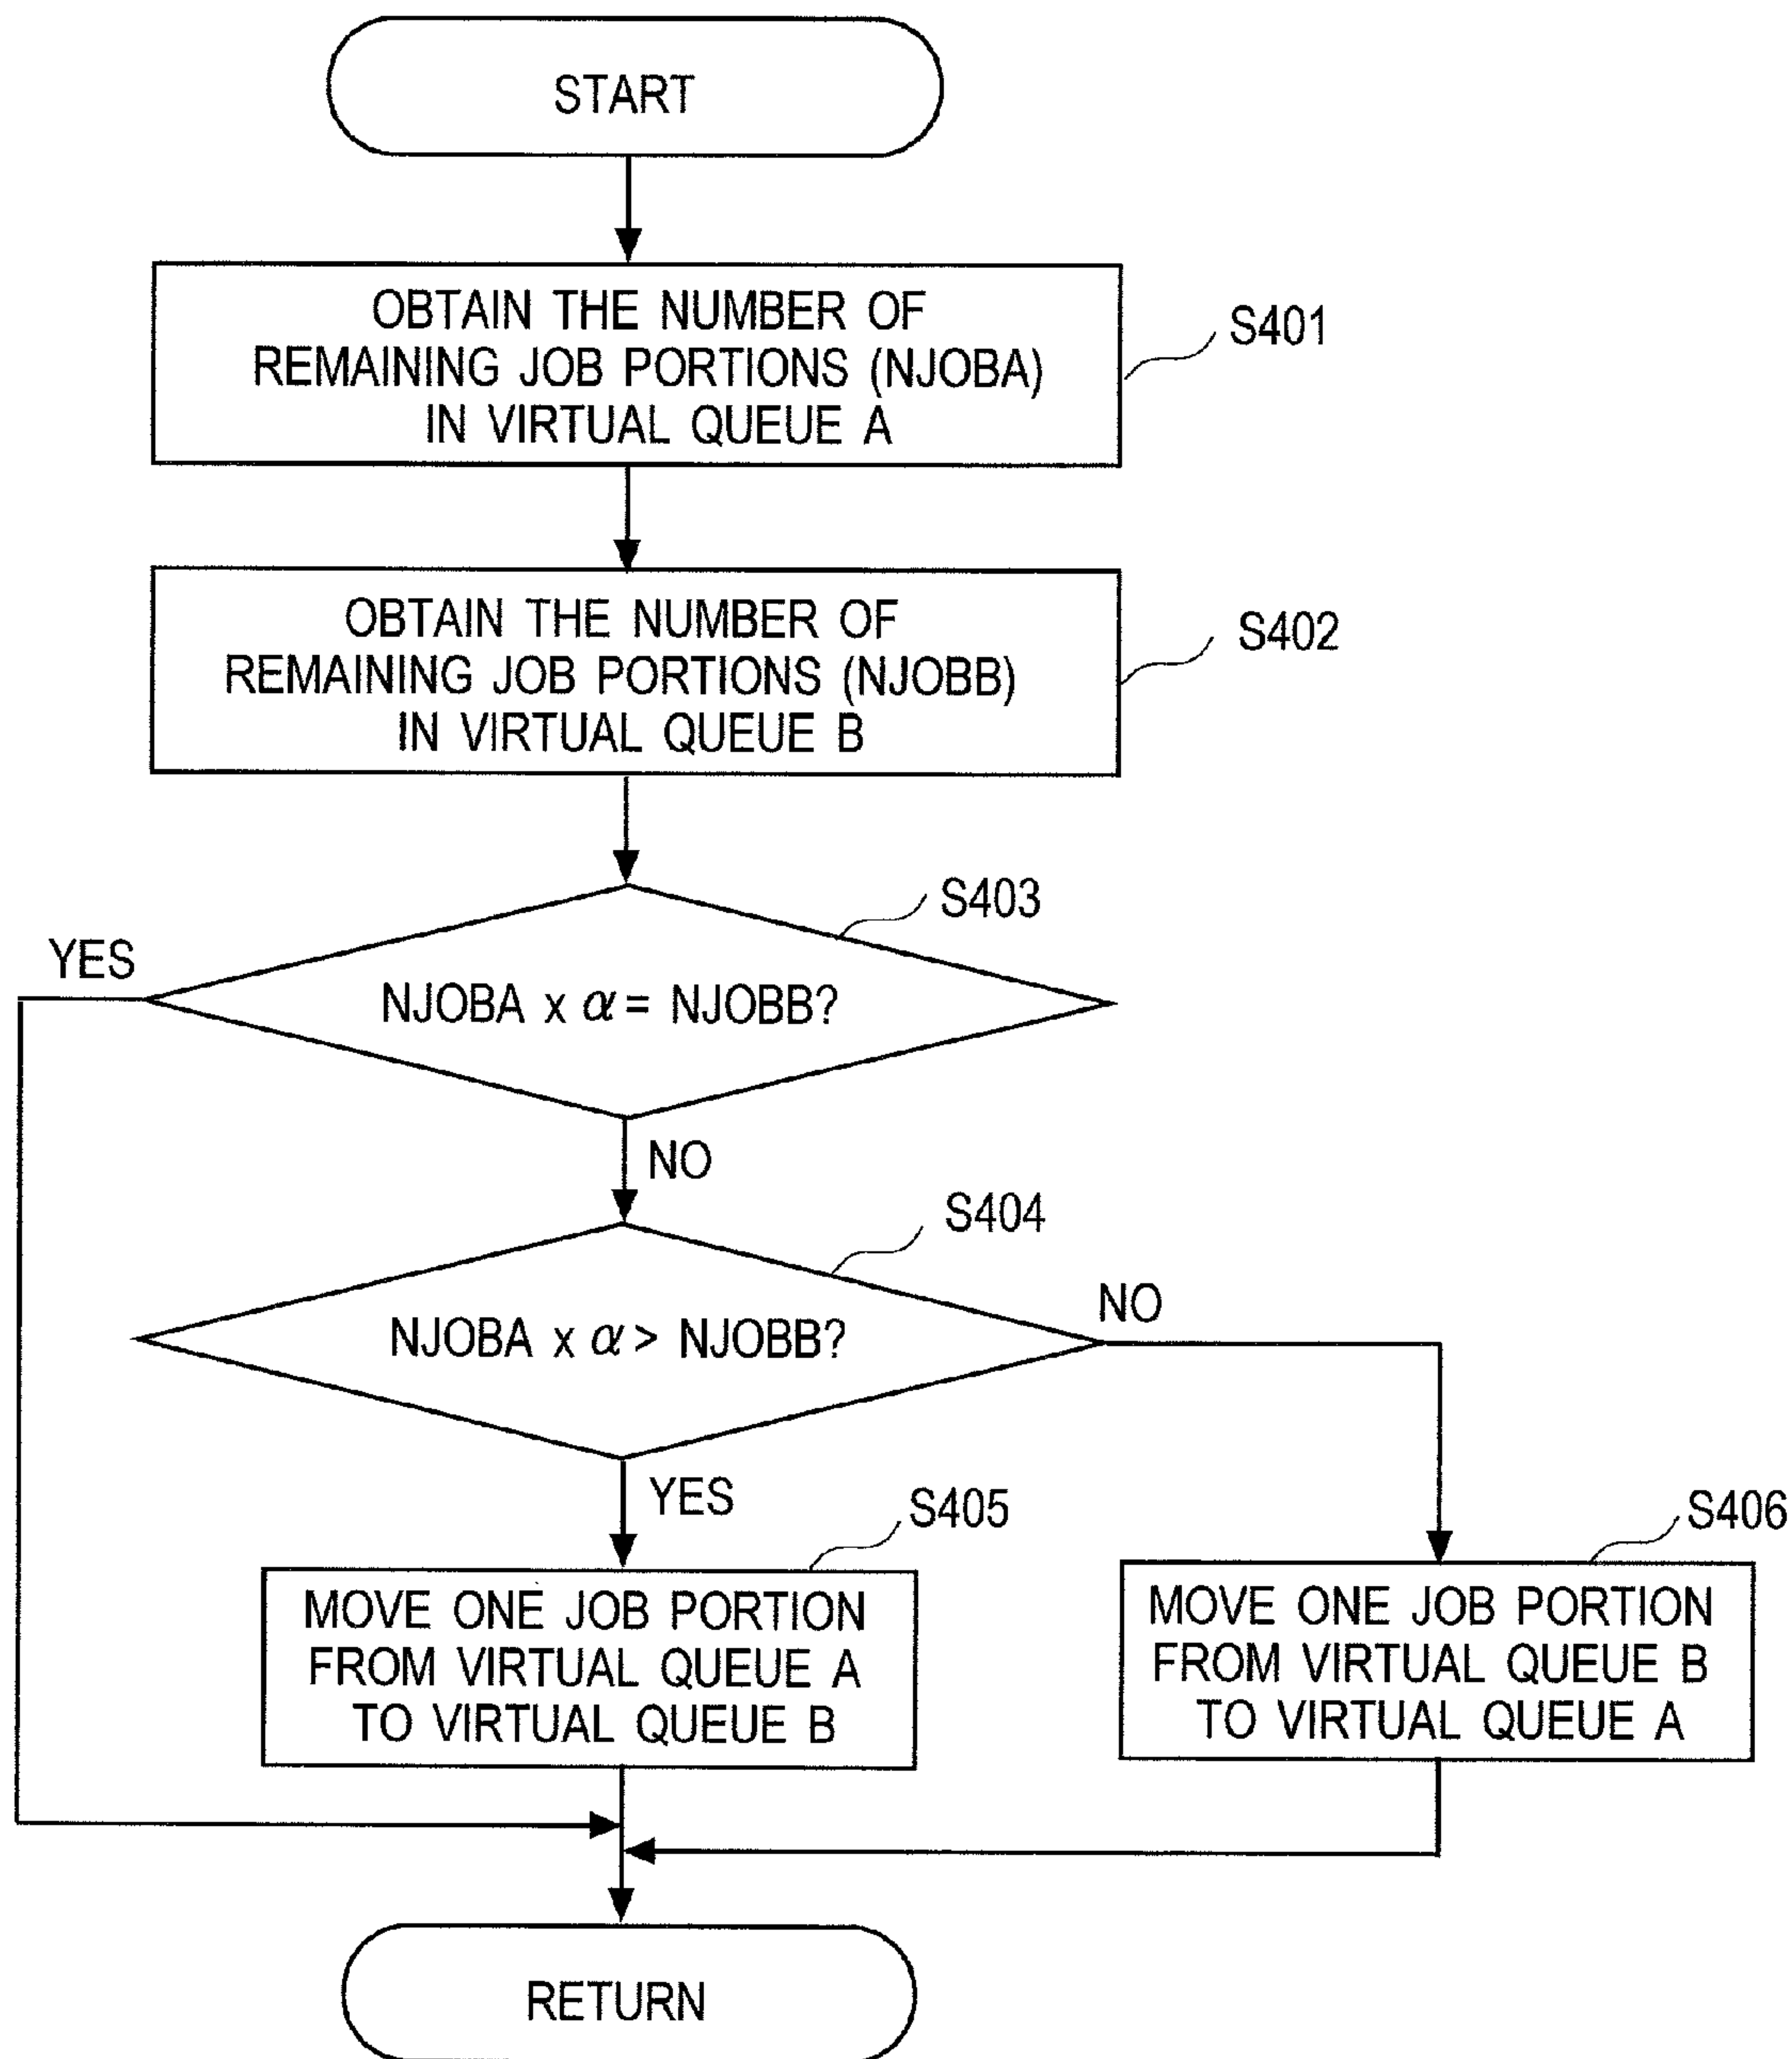 START
OBTAIN THE NUMBER OF
REMAINING JOB PORTIONS (NJOBA)
IN VIRTUAL QUEUE A
S401
OBTAIN THE NUMBER OF
REMAINING JOB PORTIONS (NJOBB)
IN VIRTUAL QUEUE B
S402
S403
YES
NJOBA x α = NJOBB?
NO
S404
NO
NJOBA x α > NJOBB?
YES
S405
S406
MOVE ONE JOB PORTION
FROM VIRTUAL QUEUE A
TO VIRTUAL QUEUE B
MOVE ONE JOB PORTION
FROM VIRTUAL QUEUE B
TO VIRTUAL QUEUE A
RETURN